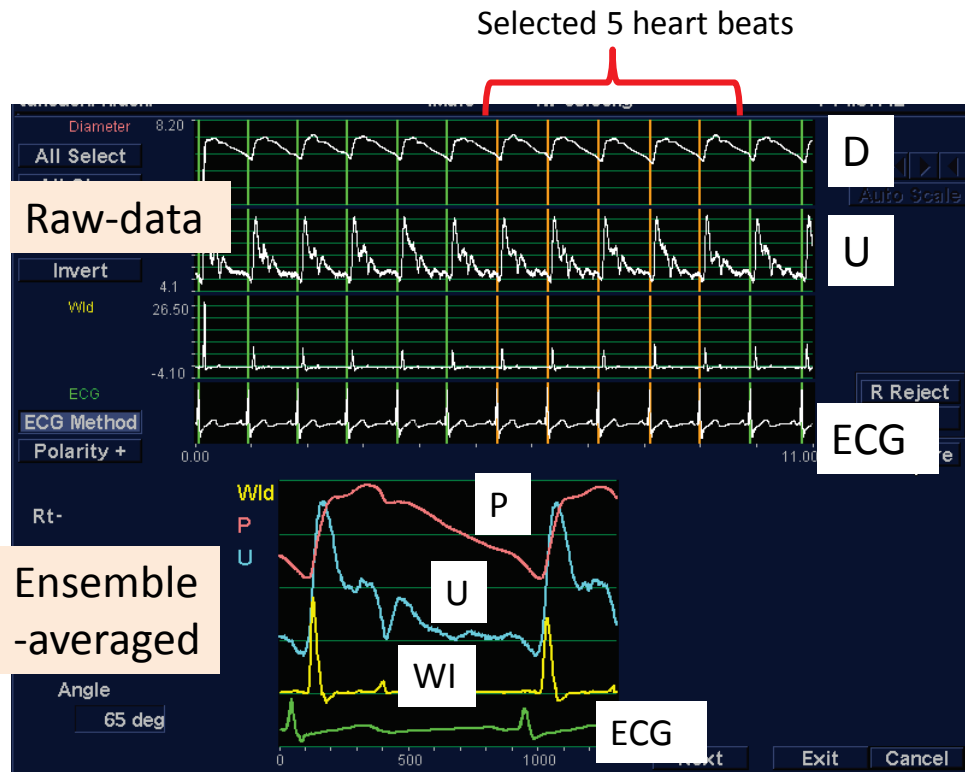 Selected 5 heart beats
Diameter
8.20
All Select
D
Auto Scale
Raw-data
U
Invert
4.1
WId
26.50
-4.10
ECG
R Reject
ECG Method
ECG
Polarity +
0.00
11.00
WId
P
P
U
Rt-
Ensemble
-averaged
U
WI
Angle
65 deg
ECG
0
500
1000
Exit
Cancel